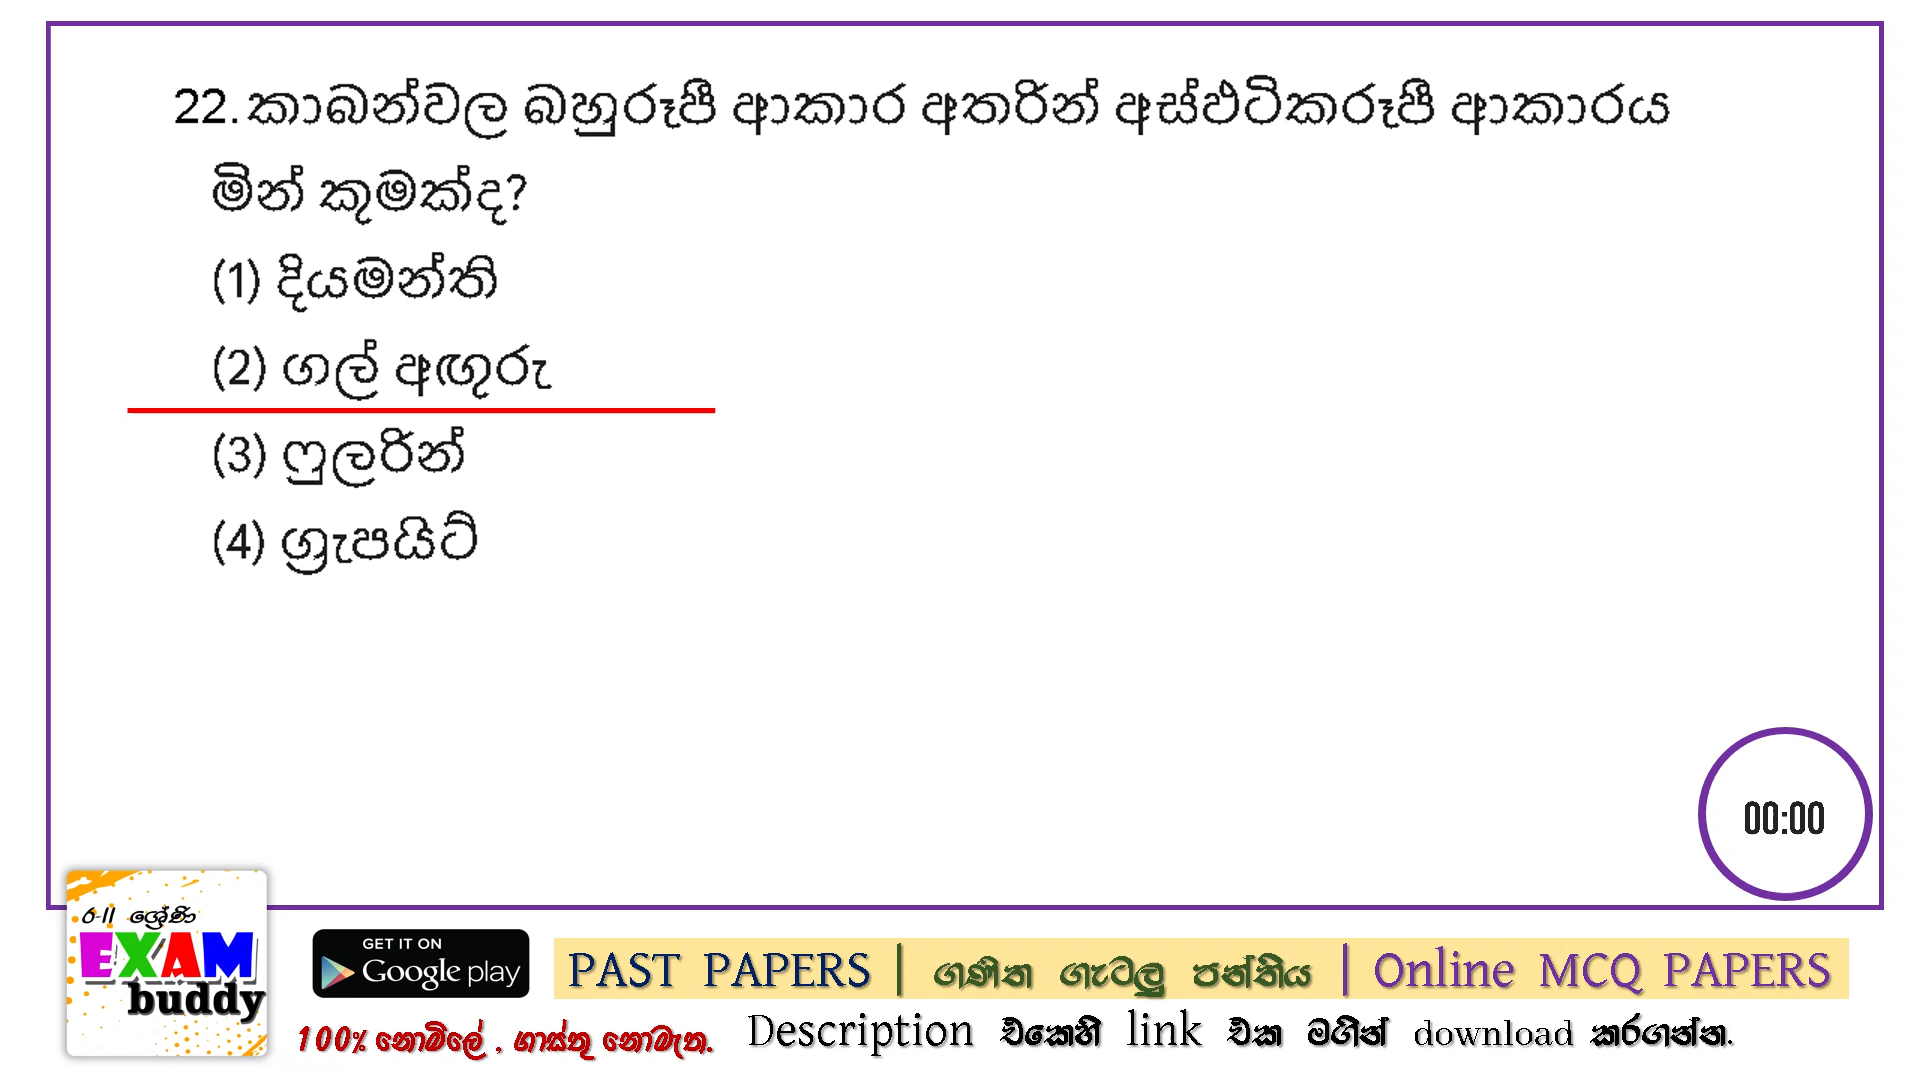 22. කාබන්වල බහුරූපී ආකාර අතරින් අස්ඵටිකරූපී ආකාරය
මින් කුමක්ද?
(1) දියමන්ති
(2) ගල් අඟුරු
(3) ෆුලරින්
(4) ග්‍රැපයිට්
00:00
6-11 ශ්‍රේණි
EXAM
buddy
GET IT ON
Google play
PAST PAPERS | ගණිත ගැටලු පන්තිය | Online MCQ PAPERS
100% නොමිලේ , ගාස්තු නොමැත.
Description එකෙහි link එක මගින් download කරගන්න.